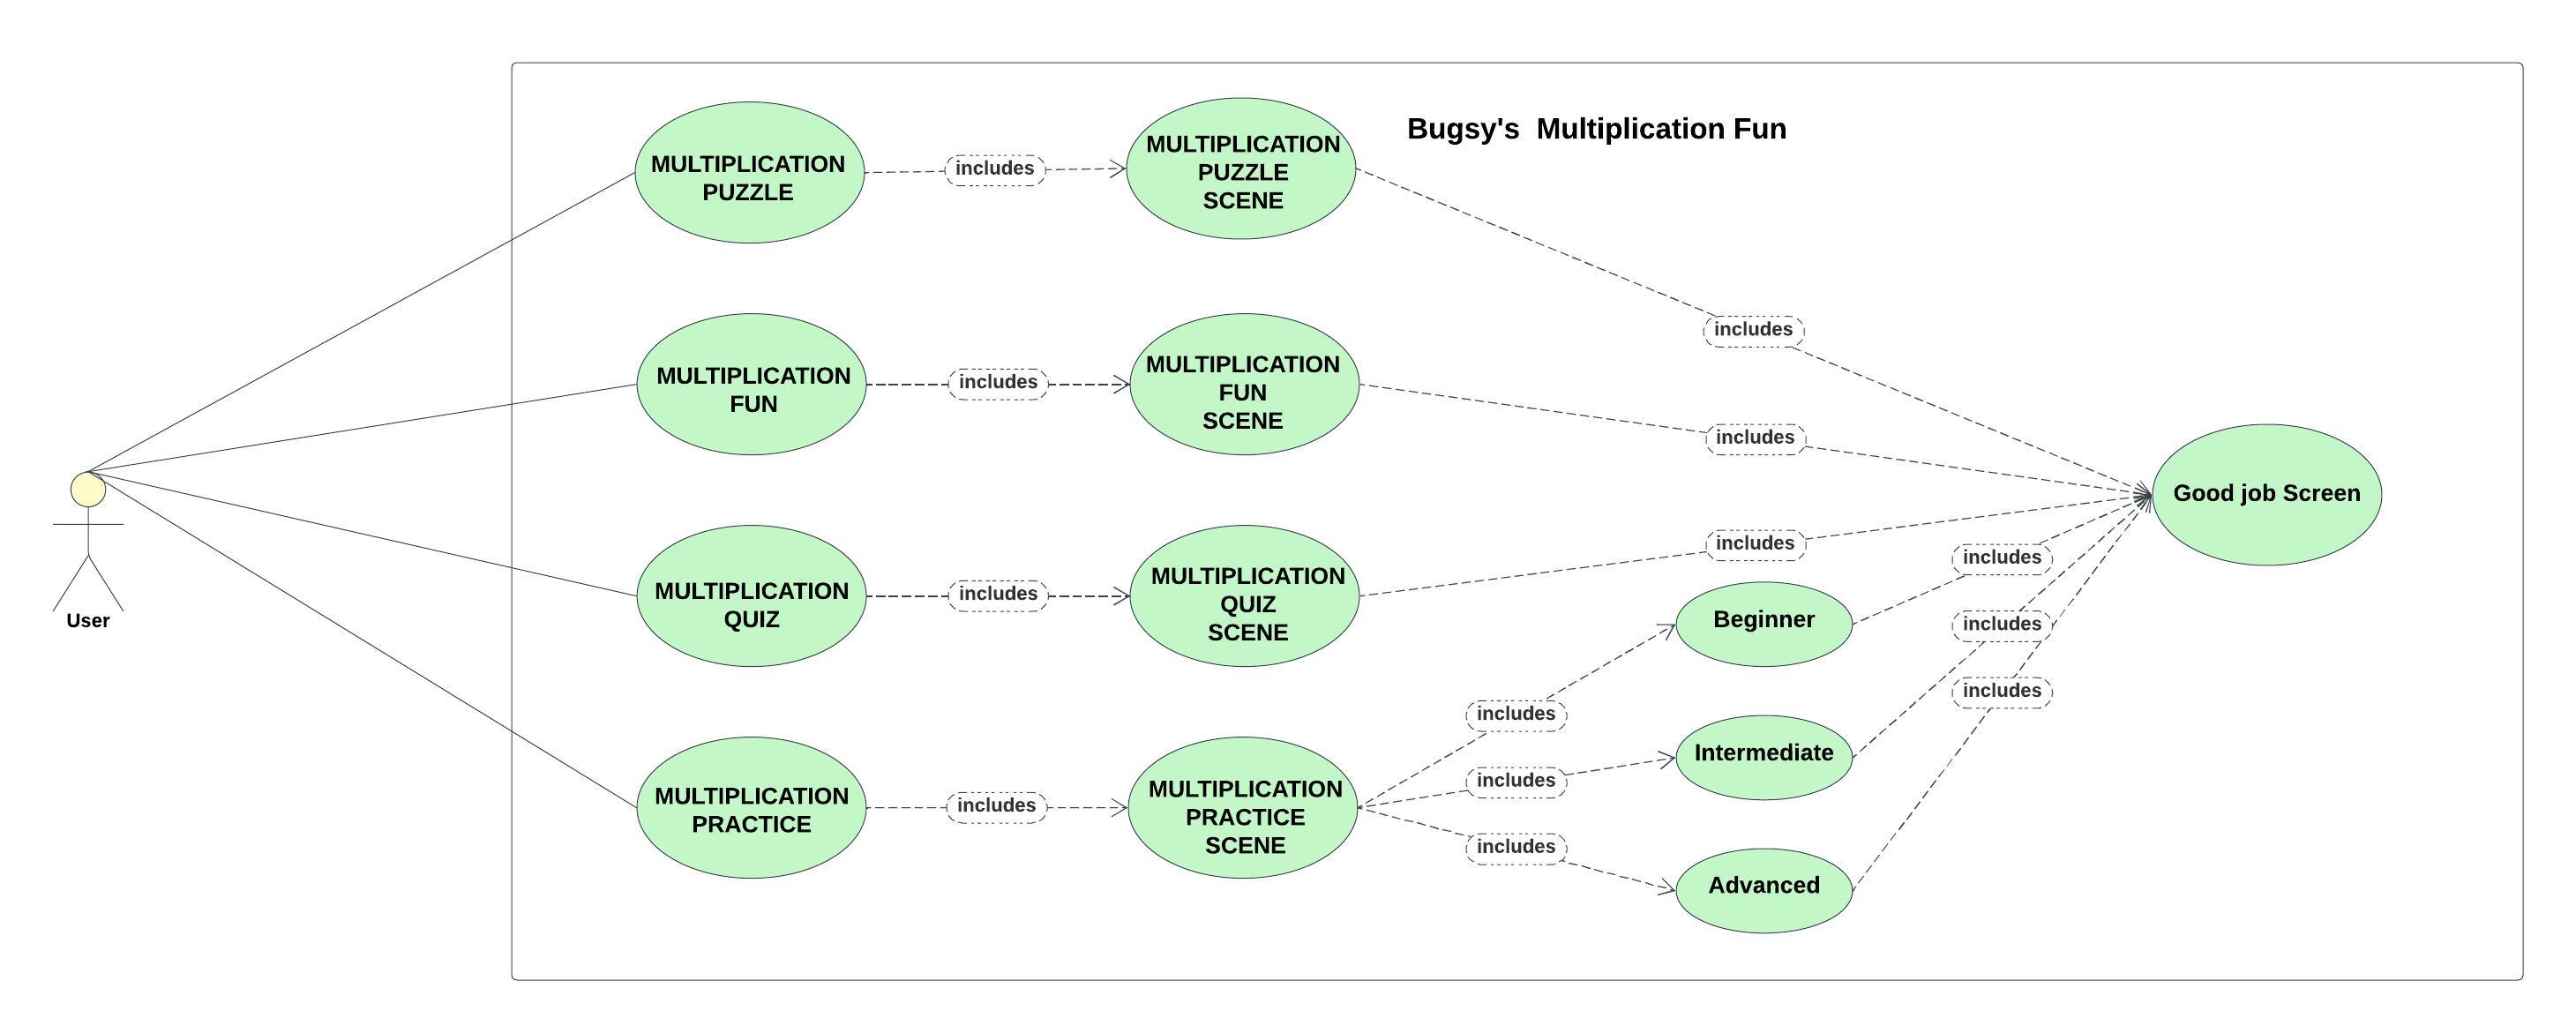 Bugsy's  Multiplication Fun
MULTIPLICATION
PUZZLE
includes
MULTIPLICATION
PUZZLE
SCENE
includes
MULTIPLICATION
FUN
includes
MULTIPLICATION
FUN
SCENE
includes
Good job Screen
User
MULTIPLICATION
QUIZ
includes
MULTIPLICATION
QUIZ
SCENE
includes
includes
Beginner
includes
includes
includes
Intermediate
includes
MULTIPLICATION
PRACTICE
includes
MULTIPLICATION
PRACTICE
SCENE
includes
Advanced